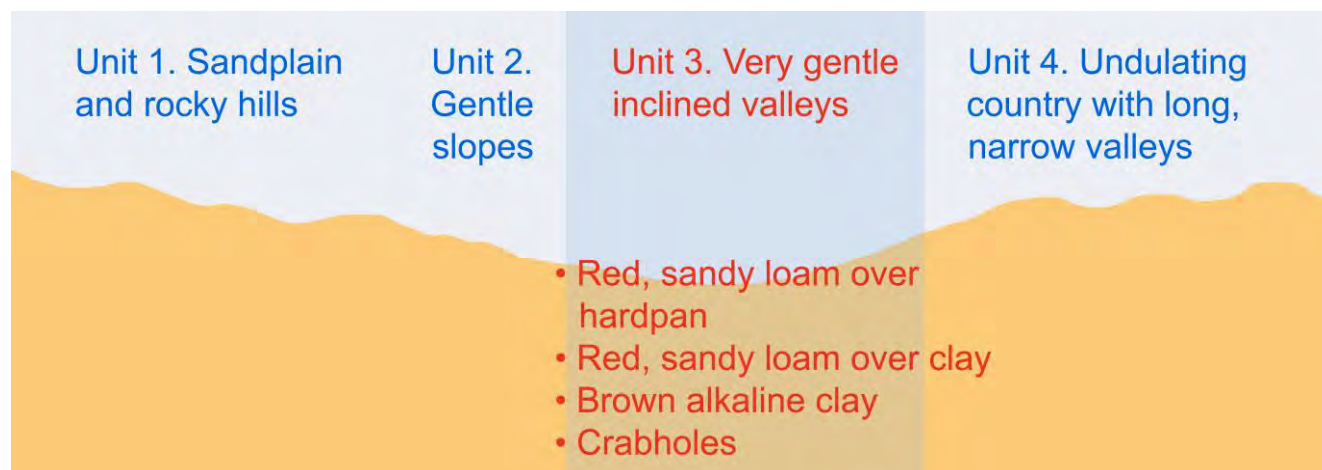 Unit 1. Sandplain
and rocky hills
Unit 2.
Gentle
slopes
Unit 3. Very gentle
inclined valleys
Unit 4. Undulating
country with long,
narrow valleys
• Red, sandy loam over
hardpan
• Red, sandy loam over clay
• Brown alkaline clay
• Crabholes